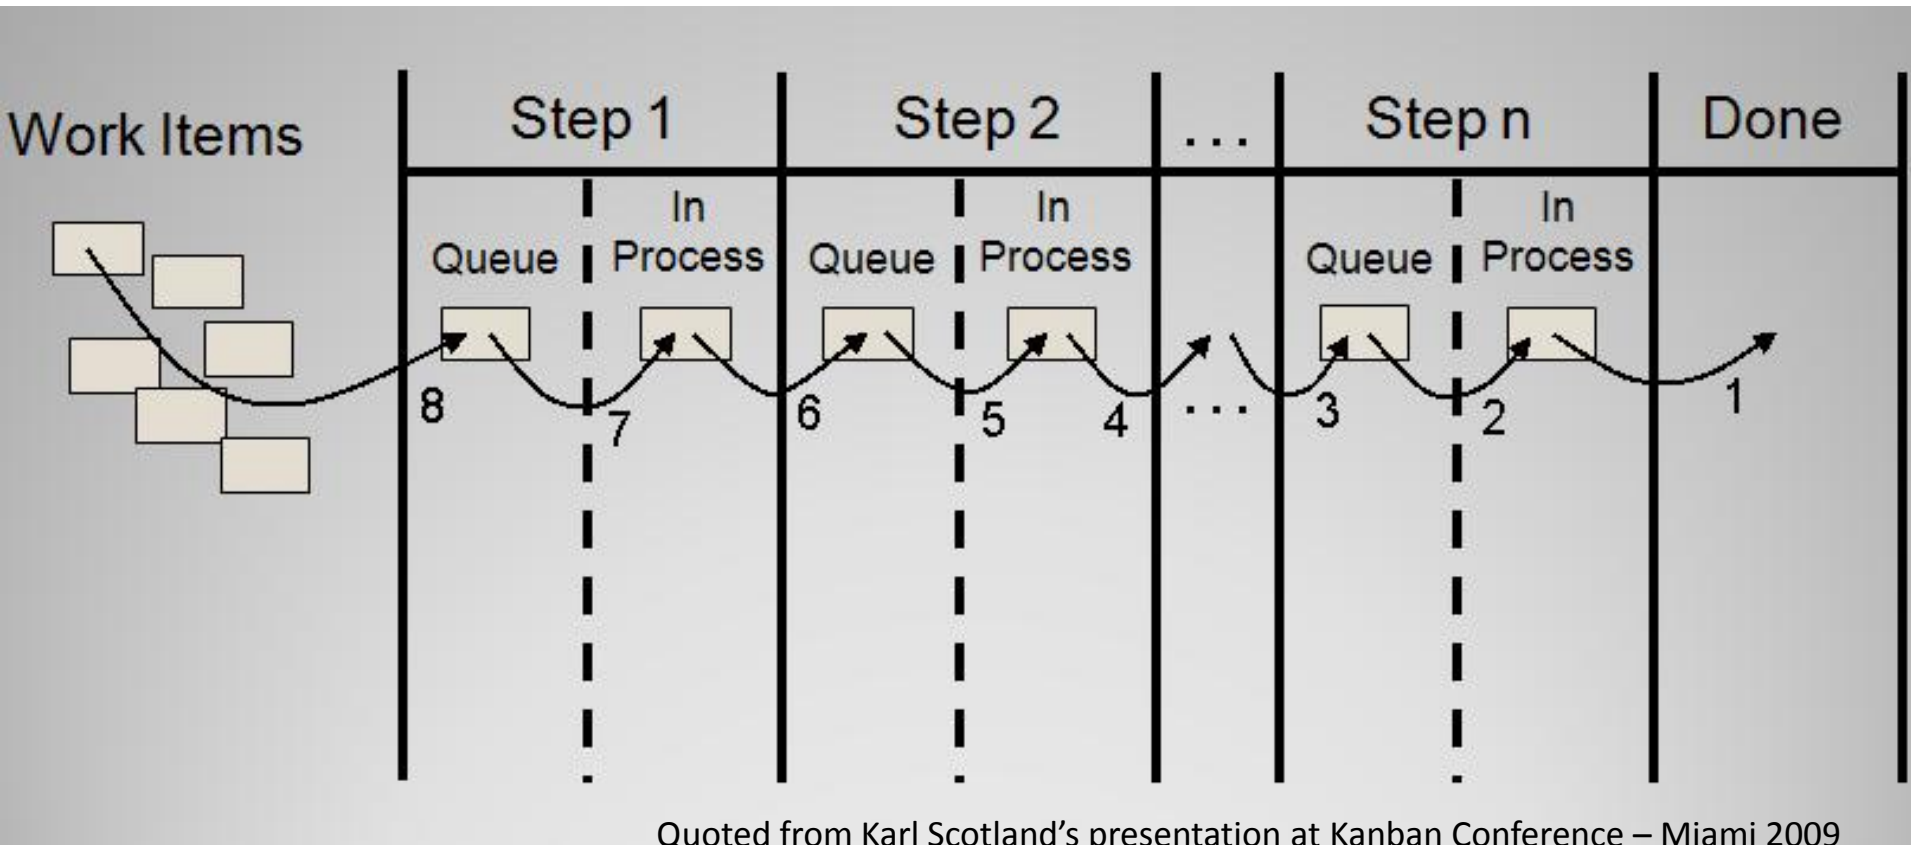 Work Items
Step 1
Step 2
...
Step n
Done
Queue
In
Process
Queue
In
Process
Queue
In
Process
8
7
6
5
4
...
3
2
1
Quoted from Karl Scotland's presentation at Kanban Conference – Miami 2009